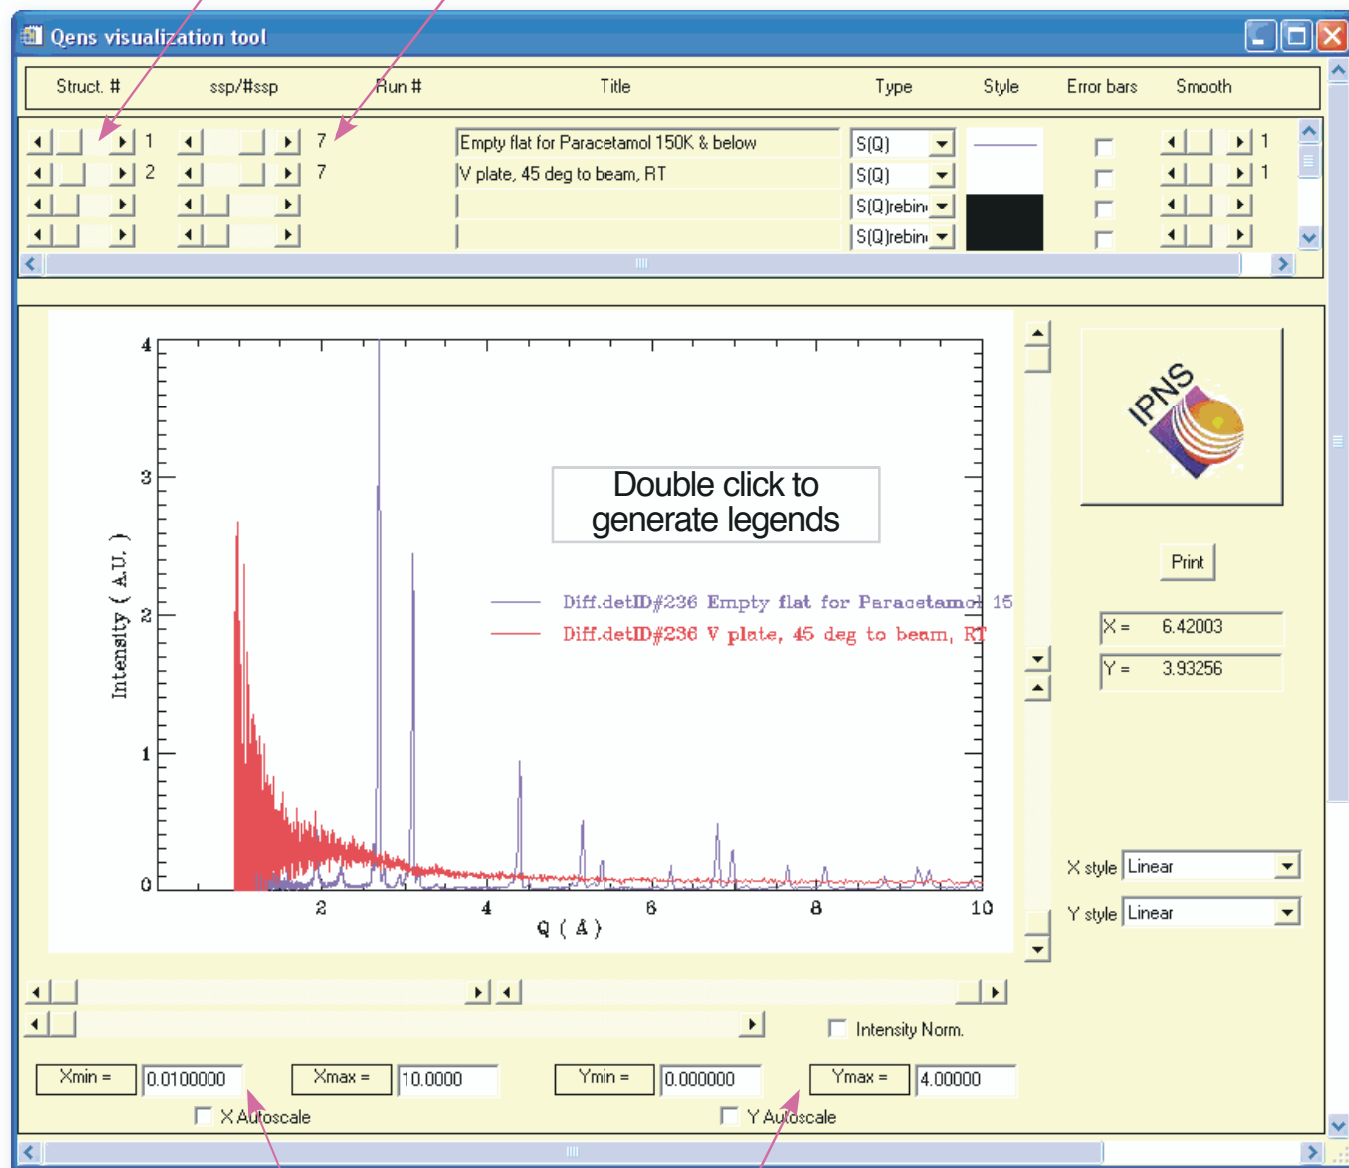 Qens visualization tool
Struct. # ssp/#ssp Run # Title Type Style Error bars Smooth
1 7 Empty flat for Paracetamol 150K & below S(Q) 1
2 7 V plate, 45 deg to beam, RT S(Q) 1
S(Q)rebin
S(Q)rebin
IPNS
Double click to
generate legends
Diff.detID#236 Empty flat for Paracetamol 15
Diff.detID#236 V plate, 45 deg to beam, RT
Intensity ( A.U. )
4
3
2
1
0
2 4 6 8 10
Q ( Å )
Print
X = 6.42003
Y = 3.93256
X style Linear
Y style Linear
Intensity Norm.
Xmin = 0.0100000 Xmax = 10.0000 Ymin = 0.000000 Ymax = 4.00000
X Autoscale Y Autoscale